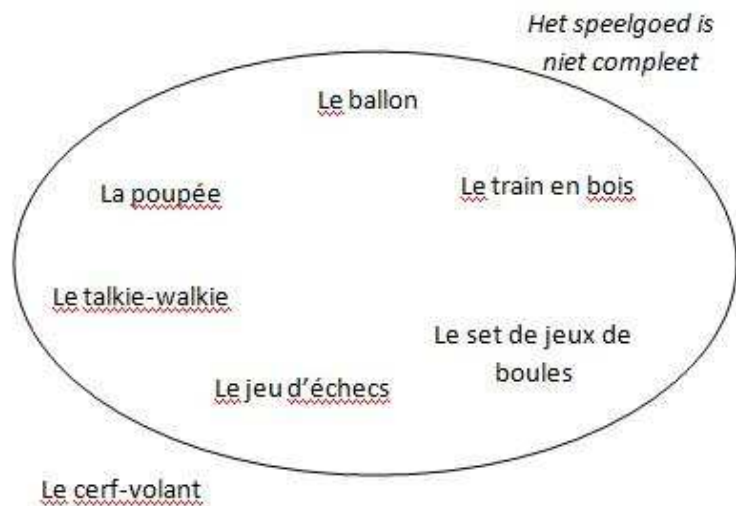 Het speelgoed is
niet compleet
Le ballon
La poupée
Le train en bois
Le talkie-walkie
Le set de jeux de
boules
Le jeu d'échecs
Le cerf-volant